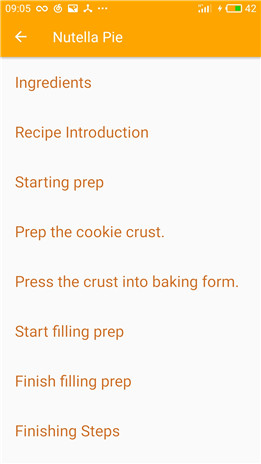 09:05 42
Nutella Pie
Ingredients
Recipe Introduction
Starting prep
Prep the cookie crust.
Press the crust into baking form.
Start filling prep
Finish filling prep
Finishing Steps